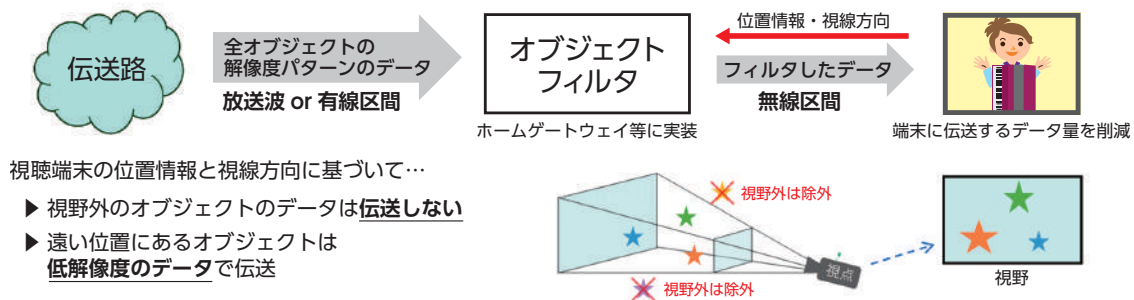 伝送路
全オブジェクトの
解像度パターンのデータ
放送波 or 有線区間
オブジェクト
フィルタ
ホームゲートウェイ等に実装
位置情報・視線方向
フィルタしたデータ
無線区間
端末に伝送するデータ量を削減
視聴端末の位置情報と視線方向に基づいて…
▶ 視野外のオブジェクトのデータは伝送しない
▶ 遠い位置にあるオブジェクトは
低解像度のデータで伝送
視野外は除外
視野外は除外
視点
視野